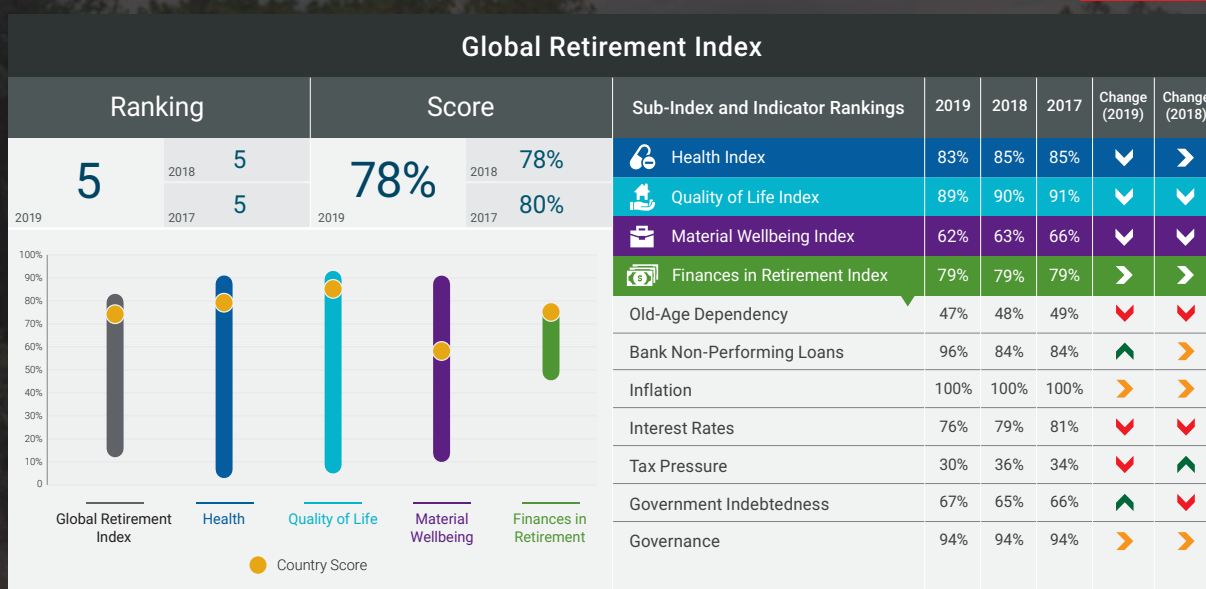 Global Retirement Index
Ranking
Score
5
2019
2018 5
2017 5
78%
2019
2018 78%
2017 80%
100%
90%
80%
70%
60%
50%
40%
30%
20%
10%
0
Global Retirement
Index
Health
Quality of Life
Material
Wellbeing
Finances in
Retirement
Country Score
Sub-Index and Indicator Rankings 2019 2018 2017 Change (2019) Change (2018)
Health Index 83% 85% 85%
Quality of Life Index 89% 90% 91%
Material Wellbeing Index 62% 63% 66%
Finances in Retirement Index 79% 79% 79%
Old-Age Dependency 47% 48% 49%
Bank Non-Performing Loans 96% 84% 84%
Inflation 100% 100% 100%
Interest Rates 76% 79% 81%
Tax Pressure 30% 36% 34%
Government Indebtedness 67% 65% 66%
Governance 94% 94% 94%